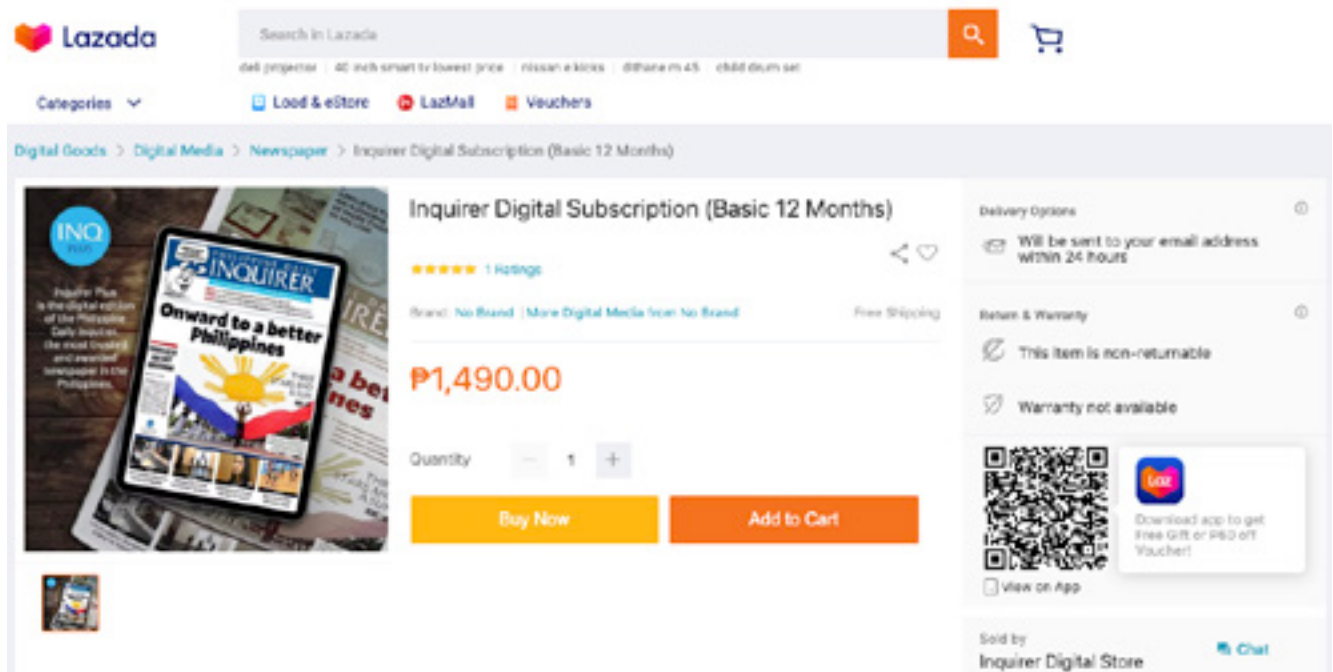 Lazada
Search in Lazada
dell projector 40 inch smart tv lowest price nissan e kicks dithane m 45 child drum set
Categories
Load & eStore LazMall Vouchers
Digital Goods > Digital Media > Newspaper > Inquirer Digital Subscription (Basic 12 Months)
INQ
PLUS
Inquirer Plus
is the digital edition
of the Philippine
Daily Inquirer,
the most trusted
and awarded
newspaper in the
Philippines.
PHILIPPINE DAILY
INQUIRER
Onward to a better
Philippines
Inquirer Digital Subscription (Basic 12 Months)
1 Ratings
Brand: No Brand | More Digital Media from No Brand
Free Shipping
₱1,490.00
Quantity - 1 +
Buy Now
Add to Cart
Delivery Options
Will be sent to your email address
within 24 hours
Return & Warranty
This item is non-returnable
Warranty not available
Laz
Download app to get
Free Gift or P60 off
Voucher!
View on App
Sold by
Inquirer Digital Store
Chat